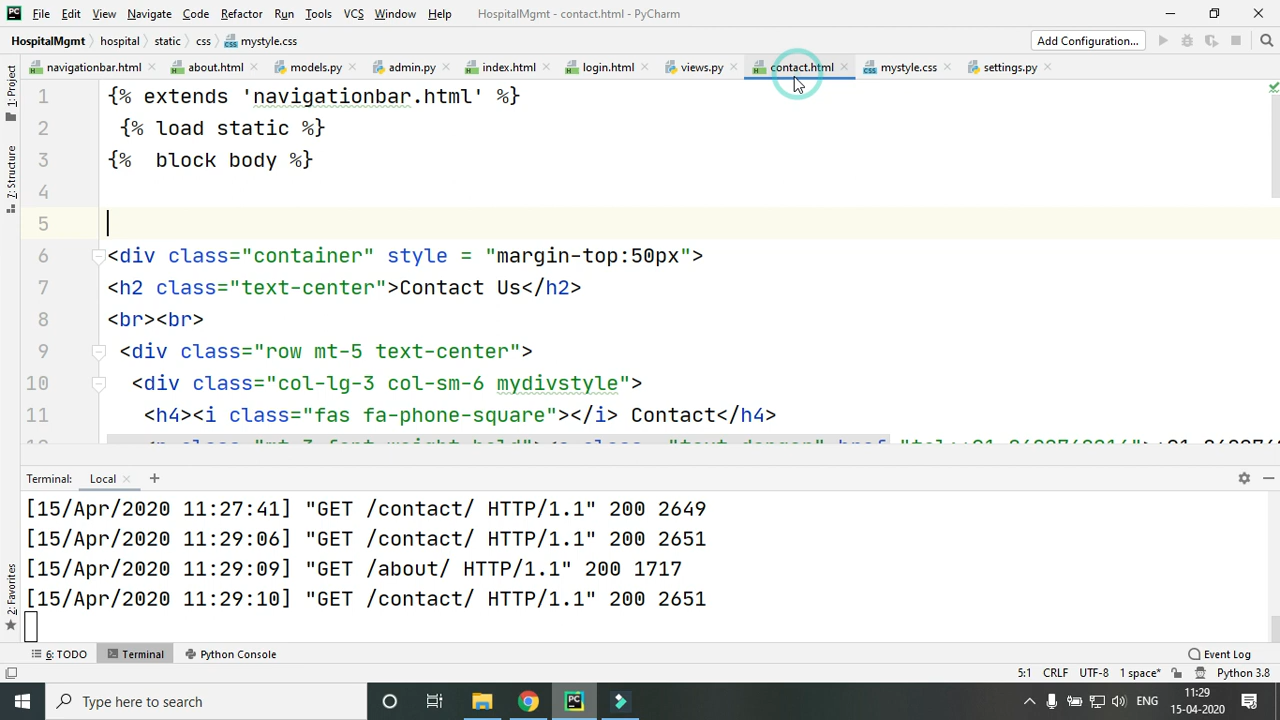 File Edit View Navigate Code Refactor Run Tools VCS Window Help HospitalMgmt - contact.html - PyCharm
HospitalMgmt hospital static css mystyle.css Add Configuration...
navigationbar.html about.html models.py admin.py index.html login.html views.py contact.html mystyle.css settings.py
1: Project
7: Structure
2: Favorites
1 {% extends 'navigationbar.html' %}
2 {% load static %}
3 {%  block body %}
4
5
6 <div class="container" style = "margin-top:50px">
7 <h2 class="text-center">Contact Us</h2>
8 <br><br>
9 <div class="row mt-5 text-center">
10 <div class="col-lg-3 col-sm-6 mydivstyle">
11 <h4><i class="fas fa-phone-square"></i> Contact</h4>
Terminal: Local
[15/Apr/2020 11:27:41] "GET /contact/ HTTP/1.1" 200 2649
[15/Apr/2020 11:29:06] "GET /contact/ HTTP/1.1" 200 2651
[15/Apr/2020 11:29:09] "GET /about/ HTTP/1.1" 200 1717
[15/Apr/2020 11:29:10] "GET /contact/ HTTP/1.1" 200 2651
6: TODO Terminal Python Console Event Log
5:1 CRLF UTF-8 1 space* Python 3.8
Type here to search ENG 11:29
15-04-2020